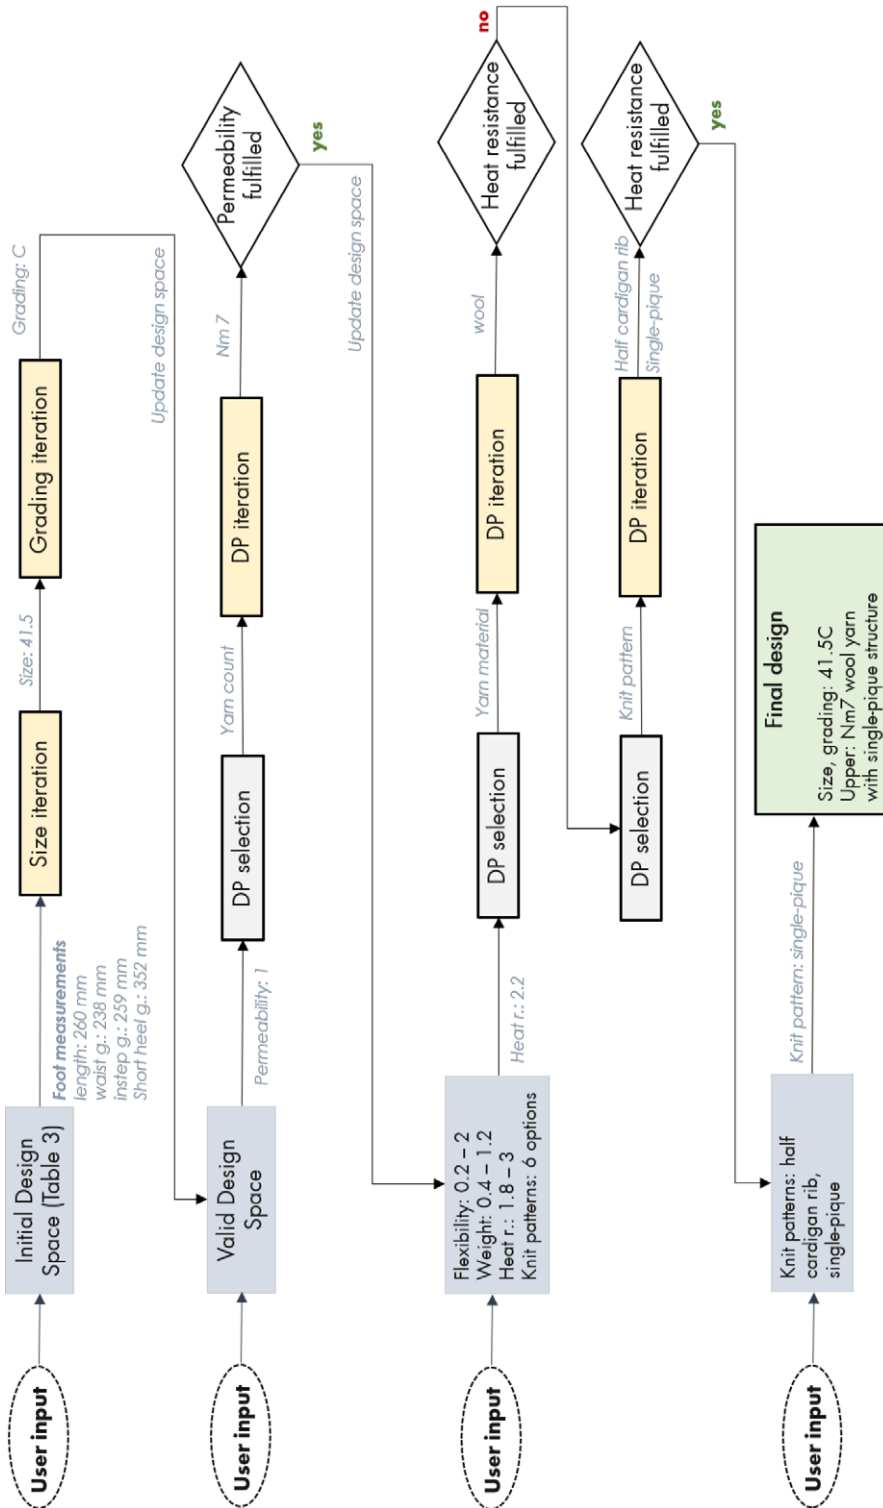 User input
Initial Design
Space (Table 3)
Foot measurements
length: 260 mm
waist g.: 238 mm
instep g.: 259 mm
Short heel g.: 352 mm
Size iteration
Size: 41.5
Grading iteration
Grading: C
Update design space
User input
Valid Design
Space
Permeability: 1
DP selection
Yarn count
DP iteration
Nm 7
Permeability
fulfilled
yes
Update design space
User input
Flexibility: 0.2 – 2
Weight: 0.4 – 1.2
Heat r.: 1.8 – 3
Knit patterns: 6 options
Heat r.: 2.2
DP selection
Yarn material
DP iteration
wool
Heat resistance
fulfilled
no
DP selection
Knit pattern
DP iteration
Half cardigan rib
Single-pique
Heat resistance
fulfilled
yes
User input
Knit patterns: half
cardigan rib,
single-pique
Knit pattern: single-pique
Final design
Size, grading: 41.5C
Upper: Nm7 wool yarn
with single-pique structure